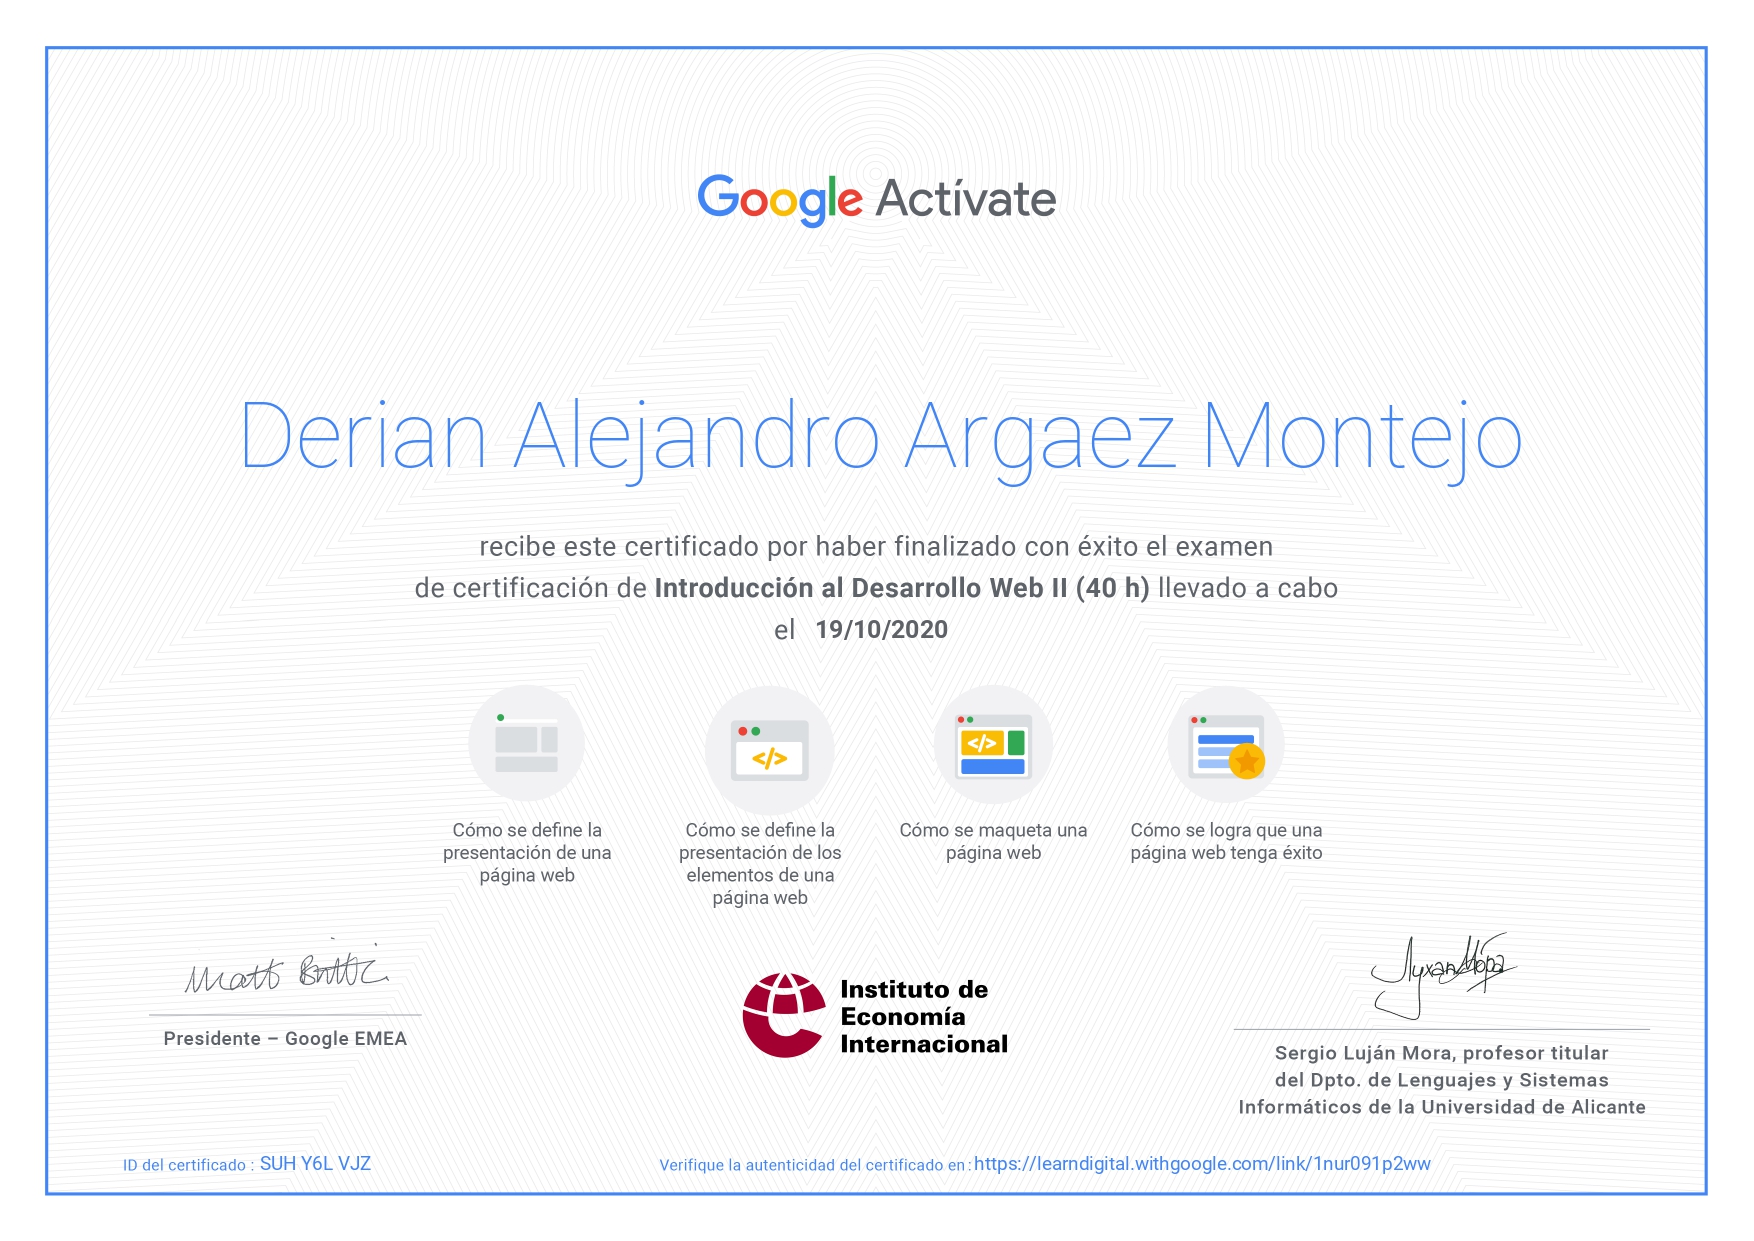 Google Actívate
Derian Alejandro Argaez Montejo
recibe este certificado por haber finalizado con éxito el examen
de certificación de Introducción al Desarrollo Web II (40 h) llevado a cabo
el 19/10/2020
</>
</>
Cómo se define la
presentación de una
página web
Cómo se define la
presentación de los
elementos de una
página web
Cómo se maqueta una
página web
Cómo se logra que una
página web tenga éxito
Presidente – Google EMEA
Instituto de
Economía
Internacional
Sergio Luján Mora, profesor titular
del Dpto. de Lenguajes y Sistemas
Informáticos de la Universidad de Alicante
ID del certificado : SUH Y6L VJZ
Verifique la autenticidad del certificado en: https://learndigital.withgoogle.com/link/1nur091p2ww